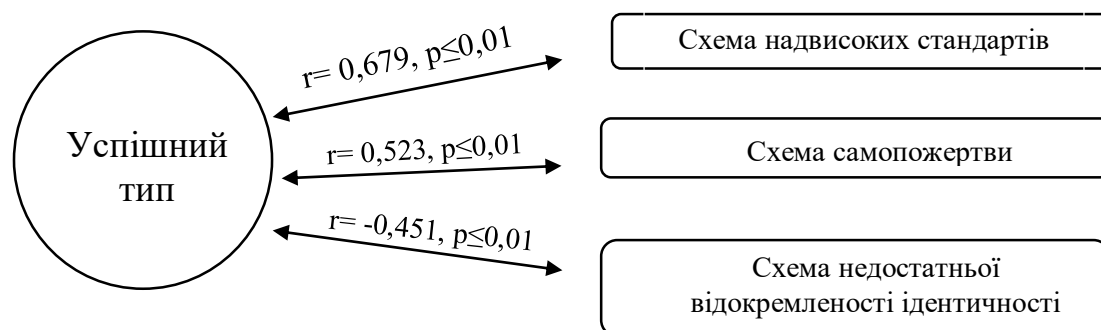 Успішний
тип
r= 0,679, p≤0,01
Схема надвисоких стандартів
r= 0,523, p≤0,01
Схема самопожертви
r= -0,451, p≤0,01
Схема недостатньої
відокремленості ідентичності